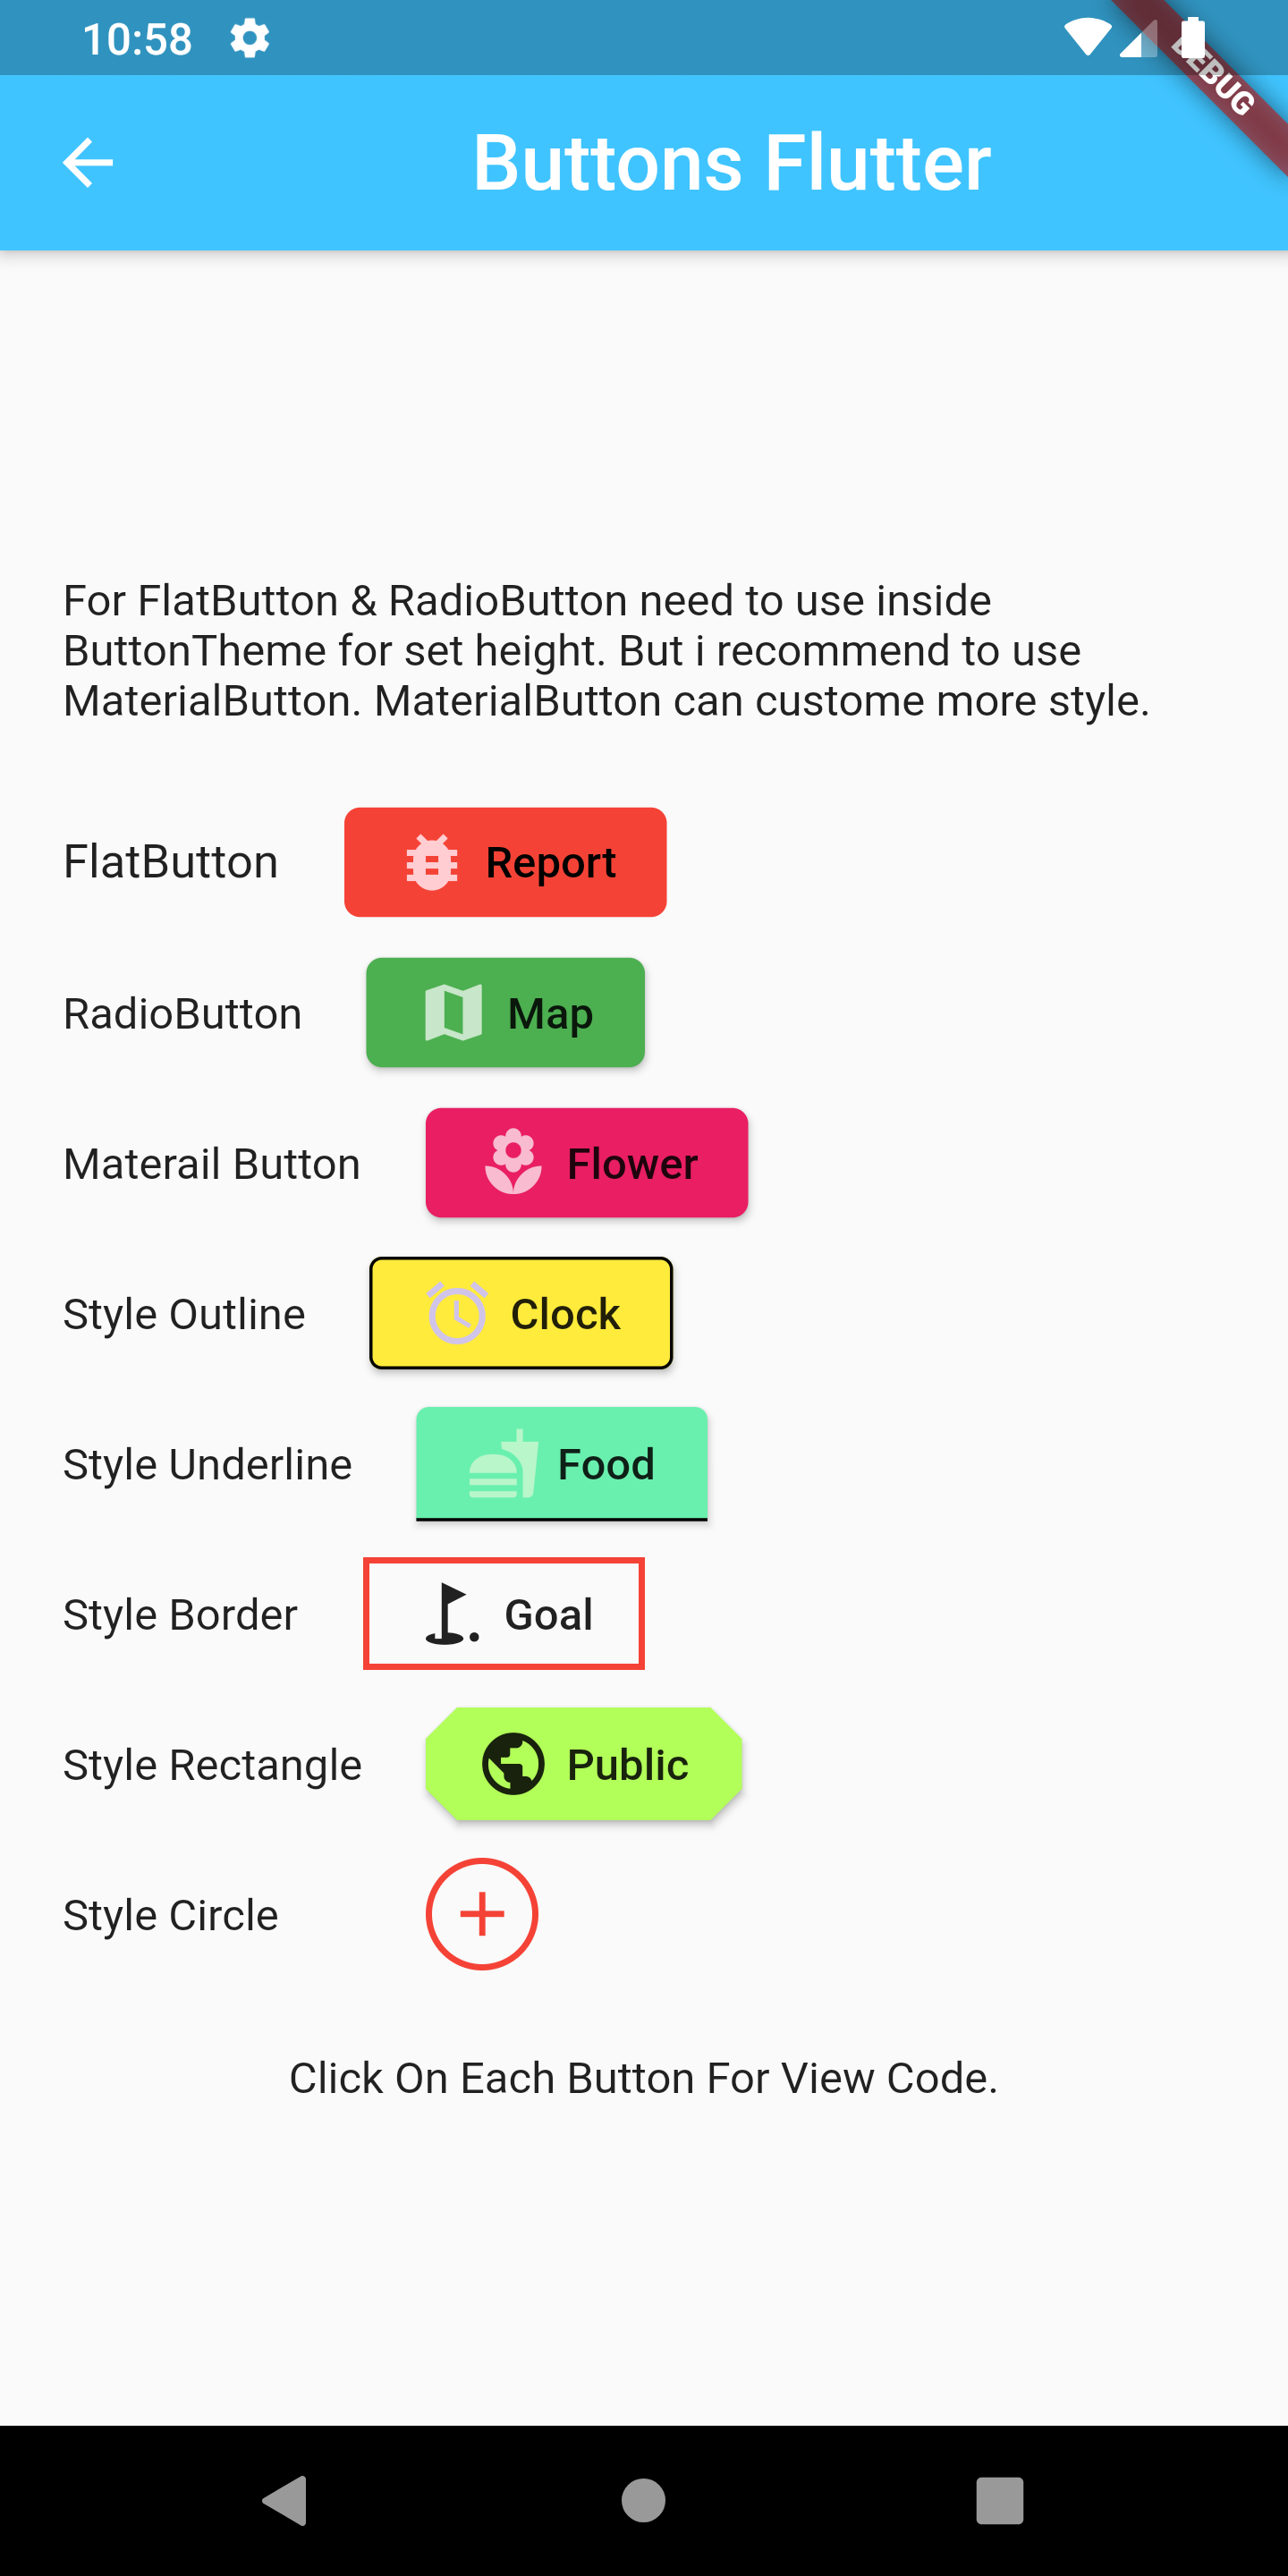 10:58
DEBUG
Buttons Flutter
For FlatButton & RadioButton need to use inside
ButtonTheme for set height. But i recommend to use
MaterialButton. MaterialButton can custome more style.
FlatButton Report
RadioButton Map
Materail Button Flower
Style Outline Clock
Style Underline Food
Style Border Goal
Style Rectangle Public
Style Circle
Click On Each Button For View Code.